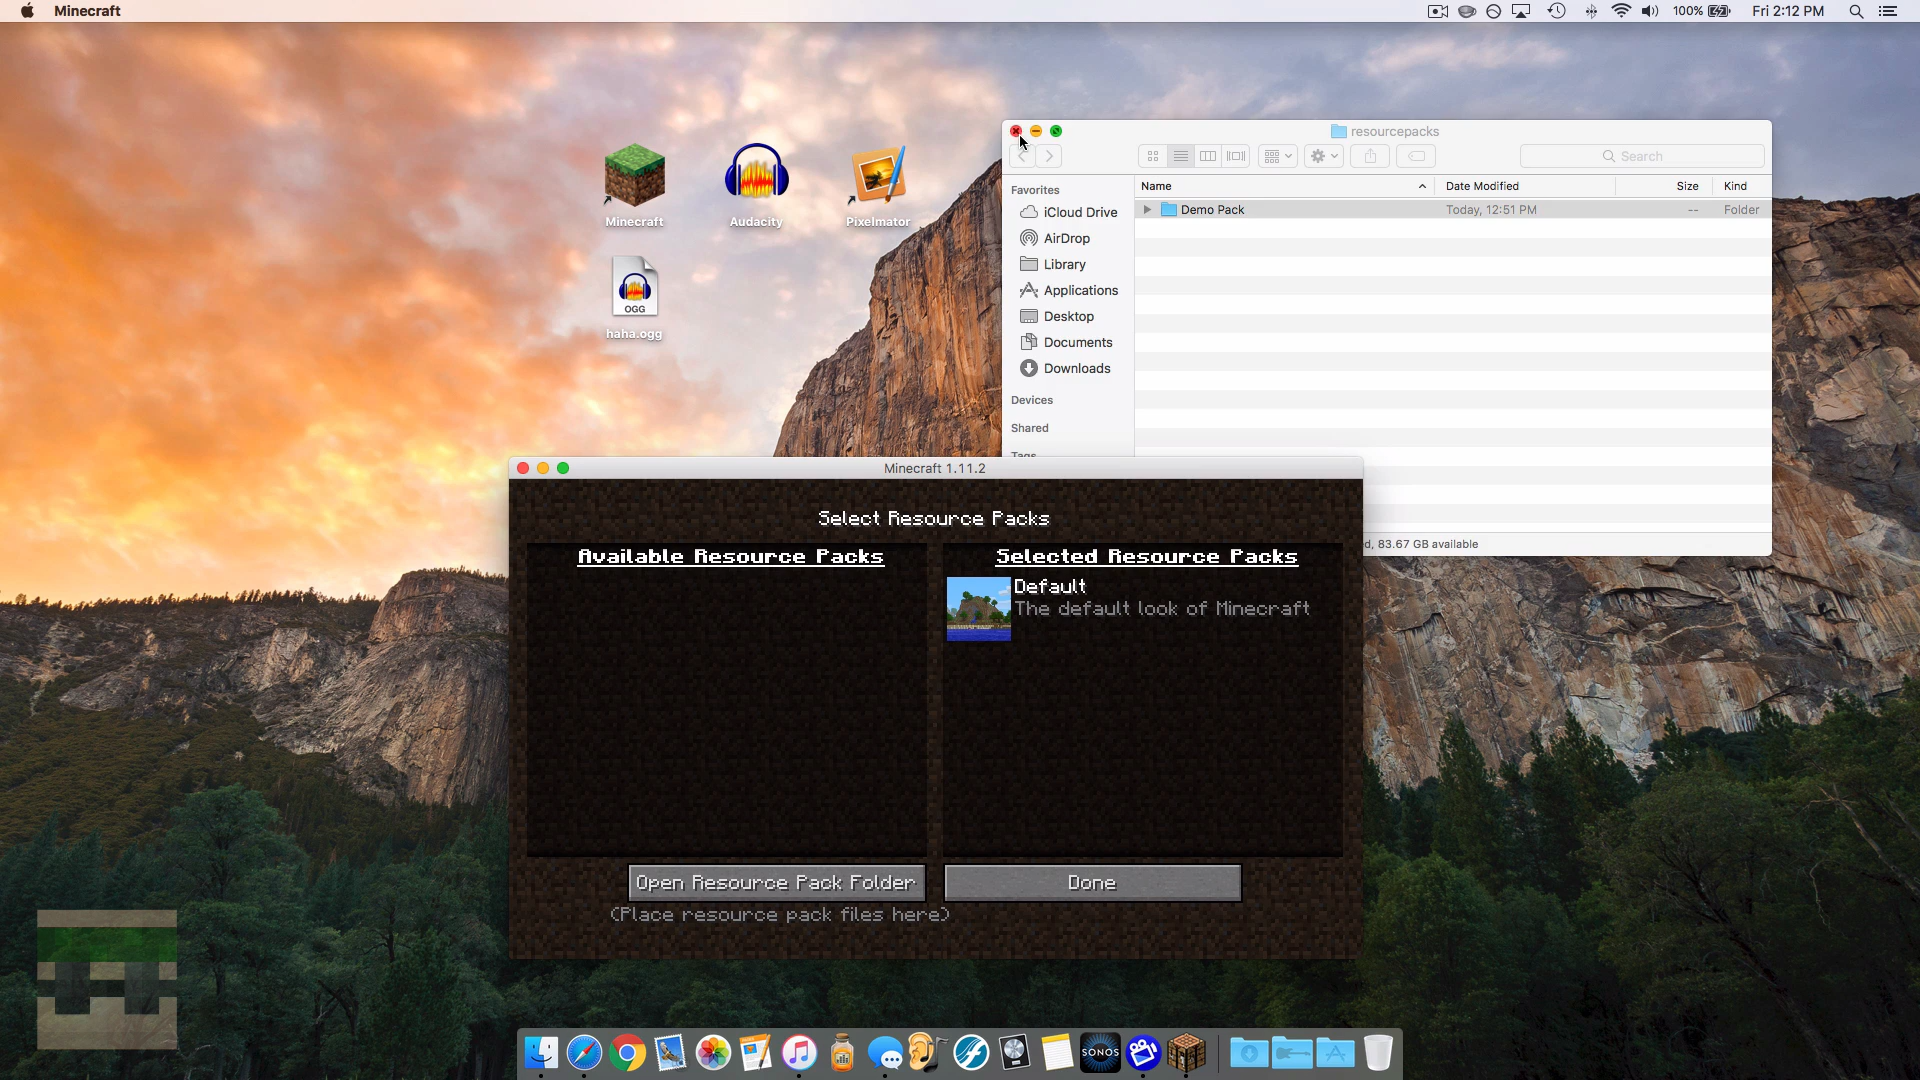 Minecraft
100%
Fri 2:12 PM
Minecraft
Audacity
Pixelmator
OGG
haha.ogg
resourcepacks
Search
Favorites
iCloud Drive
AirDrop
Library
Applications
Desktop
Documents
Downloads
Devices
Shared
Tags
Name
Date Modified
Size
Kind
Demo Pack
Today, 12:51 PM
--
Folder
d, 83.67 GB available
Minecraft 1.11.2
Select Resource Packs
Available Resource Packs
Selected Resource Packs
Default
The default look of Minecraft
Open Resource Pack Folder
Done
(Place resource pack files here)
SONOS